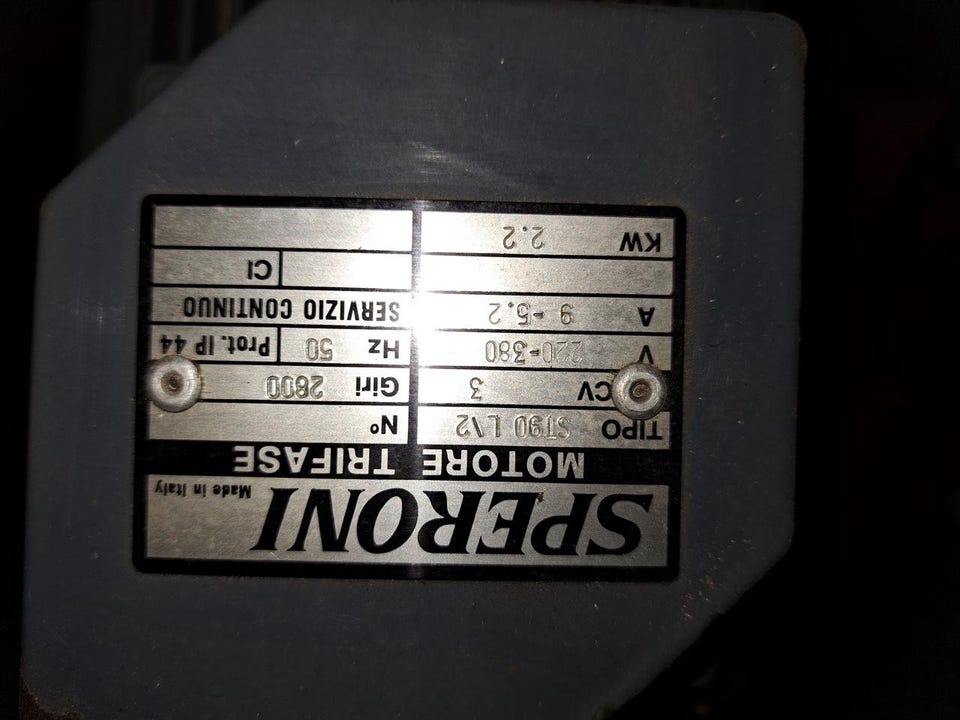 SPERONI Made in Italy
MOTORE TRIFASE
TIPO ST90 L\2 N°
CV 3 Giri 2800
V 220-380 Hz 50 Prot. IP 44
A 9-5.2 SERVIZIO CONTINUO
Cl
KW 2.2